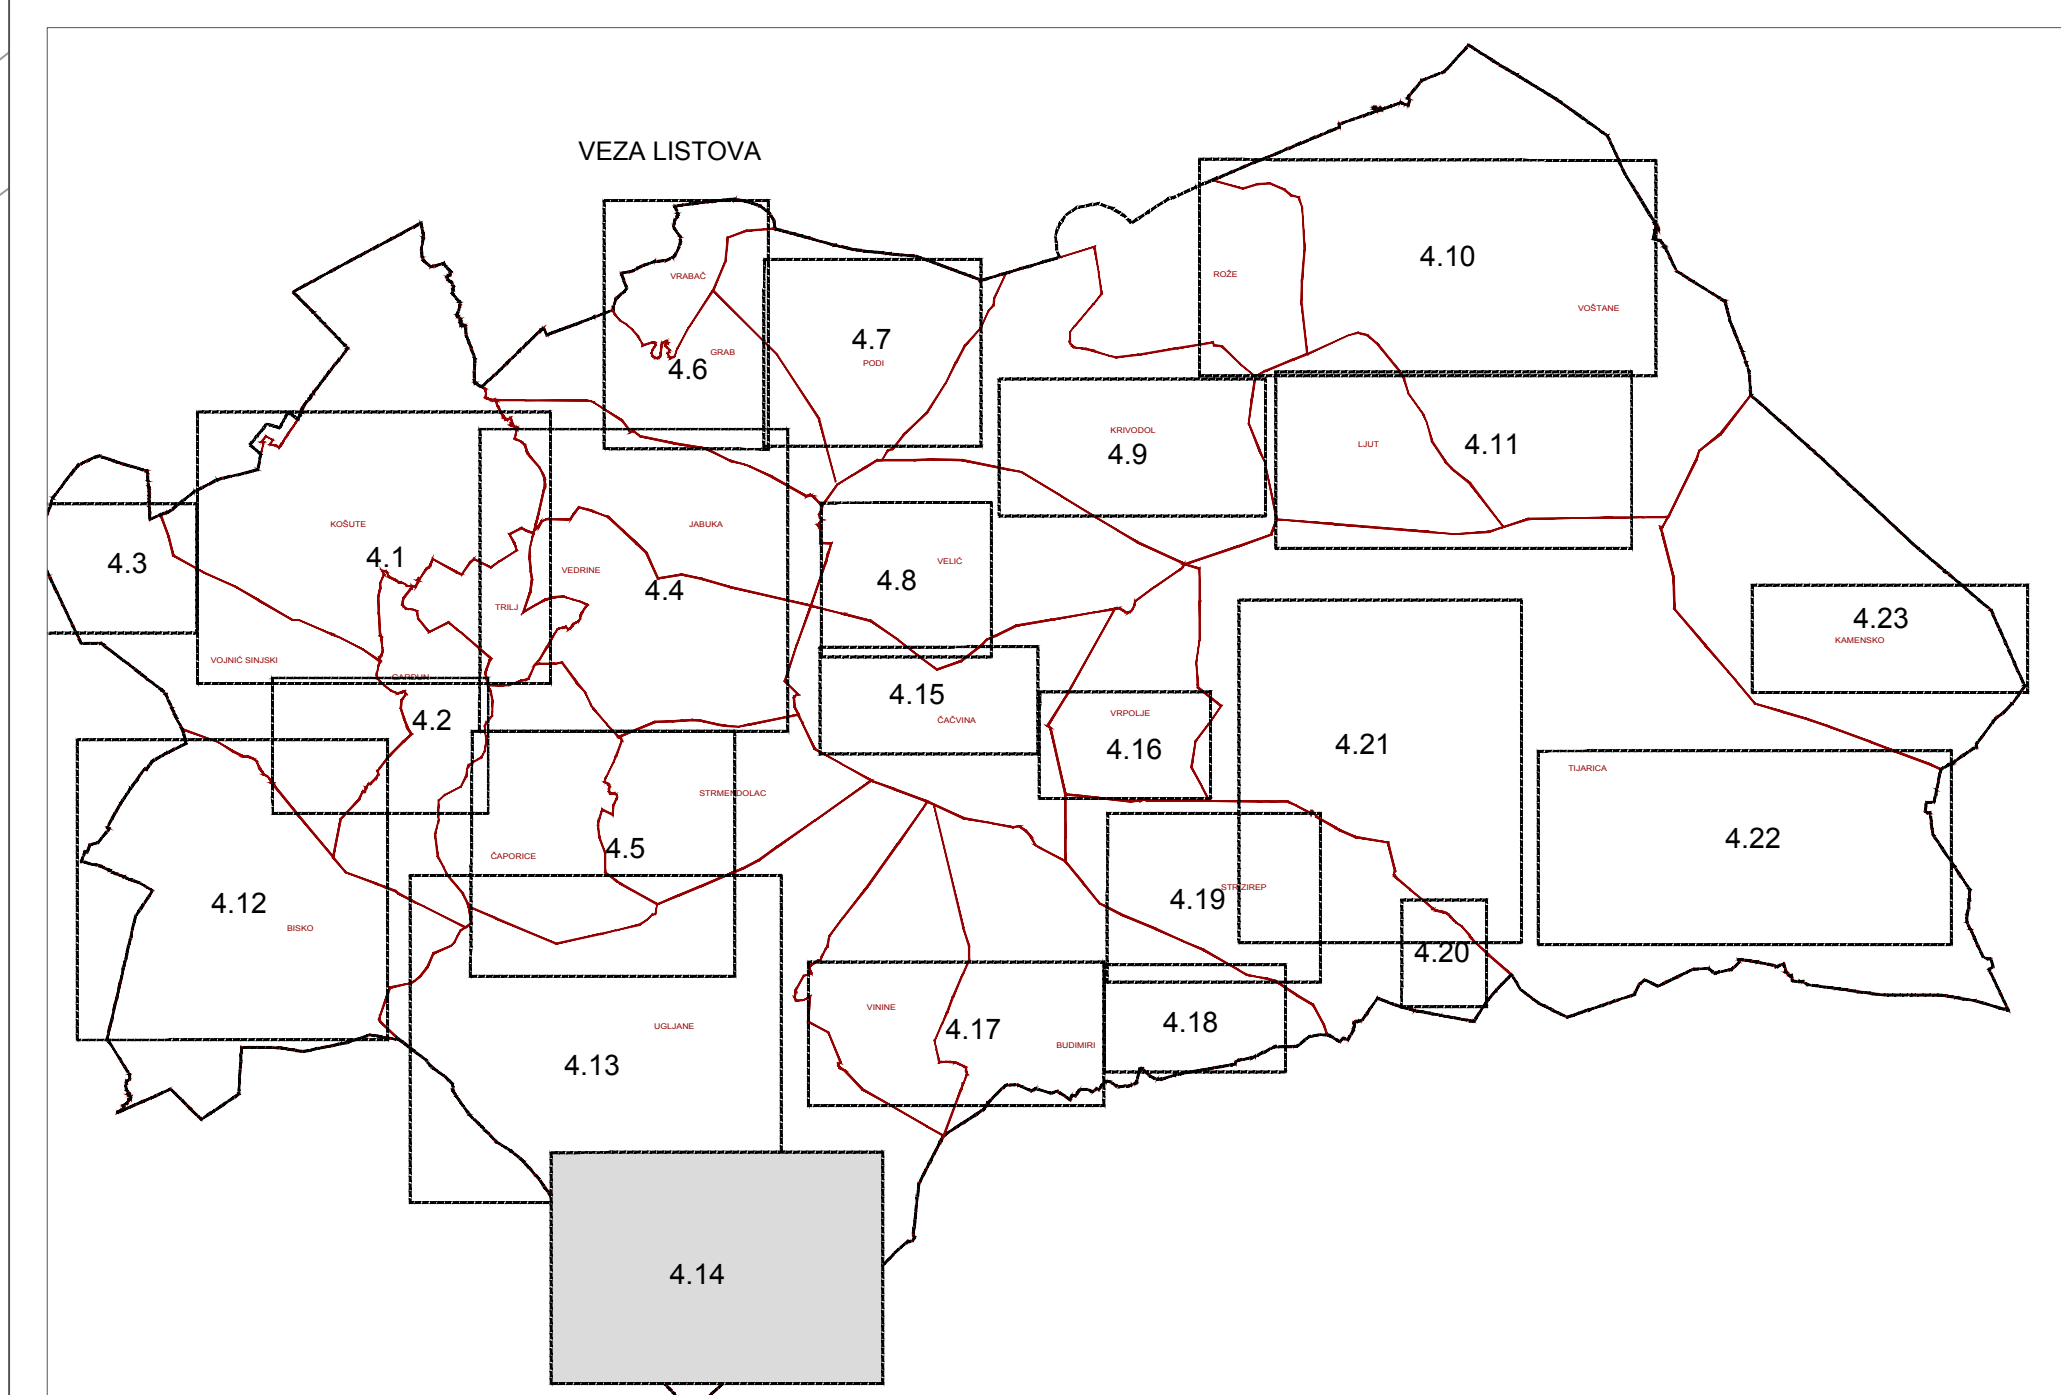 VEZA LISTOVA
4.10
VRABAČ
ROŽE
VOŠTANE
4.7
GRAB
4.6
PODI
KRIVODOL
4.9
LJUT
4.11
KOŠUTE
JABUKA
4.1
4.3
VEDRINE
4.4
VELIĆ
4.8
TRILJ
4.23
KAMENSKO
VOJNIĆ SINJSKI
GARDUN
4.15
4.2
ČAČVINA
VRPOLJE
4.16
4.21
TIJARICA
STRMENDOLAC
4.22
4.5
ČAPORICE
STRIZIREP
4.19
4.12
BISKO
4.20
VININE
4.18
UGLJANE
4.17
BUDIMIRI
4.13
4.14